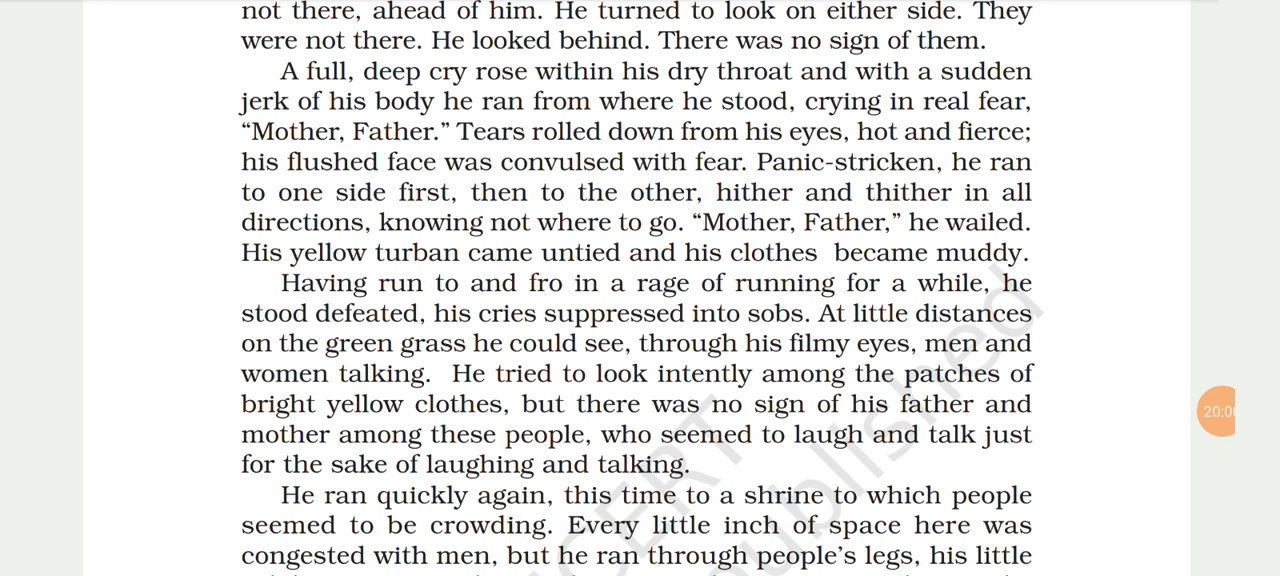 not there, ahead of him. He turned to look on either side. They
were not there. He looked behind. There was no sign of them.
A full, deep cry rose within his dry throat and with a sudden
jerk of his body he ran from where he stood, crying in real fear,
“Mother, Father.” Tears rolled down from his eyes, hot and fierce;
his flushed face was convulsed with fear. Panic-stricken, he ran
to one side first, then to the other, hither and thither in all
directions, knowing not where to go. “Mother, Father,” he wailed.
His yellow turban came untied and his clothes became muddy.
Having run to and fro in a rage of running for a while, he
stood defeated, his cries suppressed into sobs. At little distances
on the green grass he could see, through his filmy eyes, men and
women talking. He tried to look intently among the patches of
bright yellow clothes, but there was no sign of his father and
mother among these people, who seemed to laugh and talk just
for the sake of laughing and talking.
He ran quickly again, this time to a shrine to which people
seemed to be crowding. Every little inch of space here was
congested with men, but he ran through people’s legs, his little